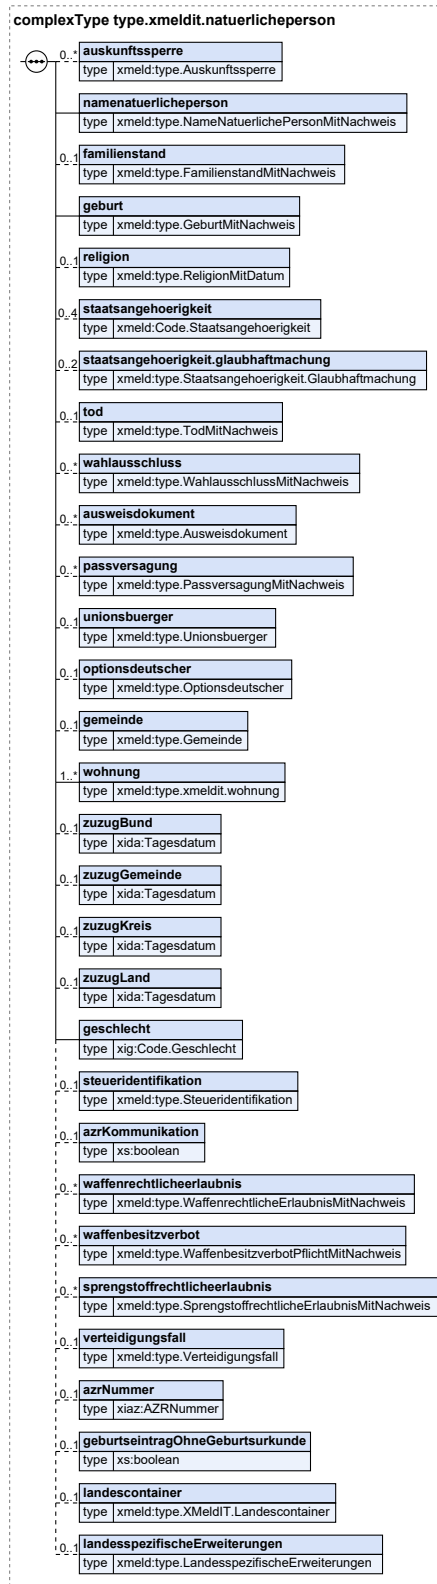 complexType type.xmeldit.natuerlicheperson
0..* auskunftssperre
type xmeld:type.Auskunftssperre
namenatuerlicheperson
type xmeld:type.NameNatuerlichePersonMitNachweis
0..1 familienstand
type xmeld:type.FamilienstandMitNachweis
geburt
type xmeld:type.GeburtMitNachweis
0..1 religion
type xmeld:type.ReligionMitDatum
0..4 staatsangehoerigkeit
type xmeld:Code.Staatsangehoerigkeit
0..2 staatsangehoerigkeit.glaubhaftmachung
type xmeld:type.Staatsangehoerigkeit.Glaubhaftmachung
0..1 tod
type xmeld:type.TodMitNachweis
0..* wahlausschluss
type xmeld:type.WahlausschlussMitNachweis
0..* ausweisdokument
type xmeld:type.Ausweisdokument
0..* passversagung
type xmeld:type.PassversagungMitNachweis
0..1 unionsbuerger
type xmeld:type.Unionsbuerger
0..1 optionsdeutscher
type xmeld:type.Optionsdeutscher
0..1 gemeinde
type xmeld:type.Gemeinde
1..* wohnung
type xmeld:type.xmeldit.wohnung
0..1 zuzugBund
type xida:Tagesdatum
0..1 zuzugGemeinde
type xida:Tagesdatum
0..1 zuzugKreis
type xida:Tagesdatum
0..1 zuzugLand
type xida:Tagesdatum
geschlecht
type xig:Code.Geschlecht
0..1 steueridentifikation
type xmeld:type.Steueridentifikation
0..1 azrKommunikation
type xs:boolean
0..* waffenrechtlicheerlaubnis
type xmeld:type.WaffenrechtlicheErlaubnisMitNachweis
0..* waffenbesitzverbot
type xmeld:type.WaffenbesitzverbotPflichtMitNachweis
0..* sprengstoffrechtlicheerlaubnis
type xmeld:type.SprengstoffrechtlicheErlaubnisMitNachweis
0..1 verteidigungsfall
type xmeld:type.Verteidigungsfall
0..1 azrNummer
type xiaz:AZRNummer
0..1 geburtseintragOhneGeburtsurkunde
type xs:boolean
0..1 landescontainer
type xmeld:type.XMeldIT.Landescontainer
0..1 landesspezifischeErweiterungen
type xmeld:type.LandesspezifischeErweiterungen